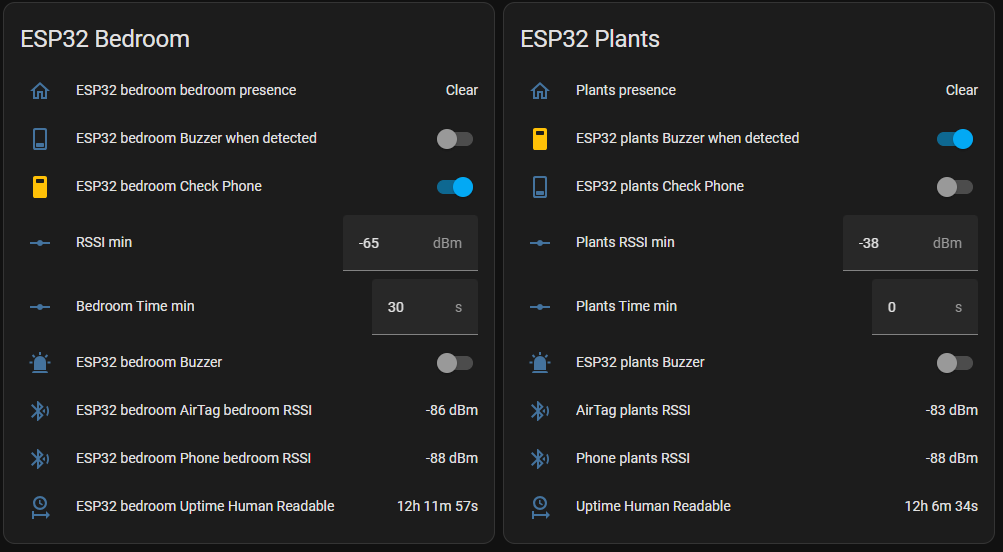 ESP32 Bedroom
ESP32 bedroom bedroom presence Clear
ESP32 bedroom Buzzer when detected
ESP32 bedroom Check Phone
RSSI min -65 dBm
Bedroom Time min 30 s
ESP32 bedroom Buzzer
ESP32 bedroom AirTag bedroom RSSI -86 dBm
ESP32 bedroom Phone bedroom RSSI -88 dBm
ESP32 bedroom Uptime Human Readable 12h 11m 57s
ESP32 Plants
Plants presence Clear
ESP32 plants Buzzer when detected
ESP32 plants Check Phone
Plants RSSI min -38 dBm
Plants Time min 0 s
ESP32 plants Buzzer
AirTag plants RSSI -83 dBm
Phone plants RSSI -88 dBm
Uptime Human Readable 12h 6m 34s